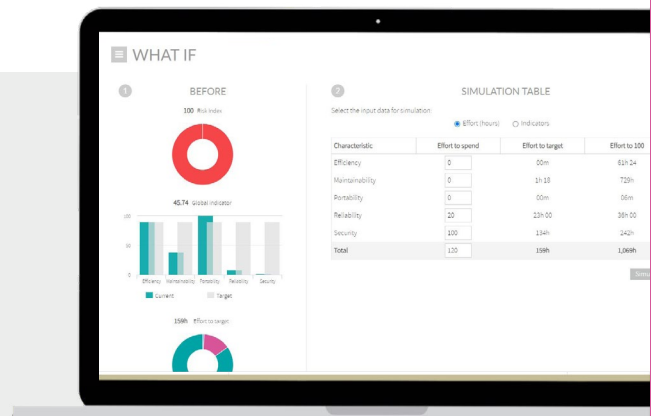 WHAT IF
1 BEFORE
100 Risk Index
45.74 Global indicator
100
50
0
Efficiency Maintainability Portability Reliability Security
Current Target
159h Effort to target
2 SIMULATION TABLE
Select the input data for simulation:
Effort (hours) Indicators
Characteristic Effort to spend Effort to target Effort to 100
Efficiency 0 00m 61h 24
Maintainability 0 1h 18 729h
Portability 0 00m 06m
Reliability 20 23h 00 36h 00
Security 100 134h 242h
Total 120 159h 1,069h